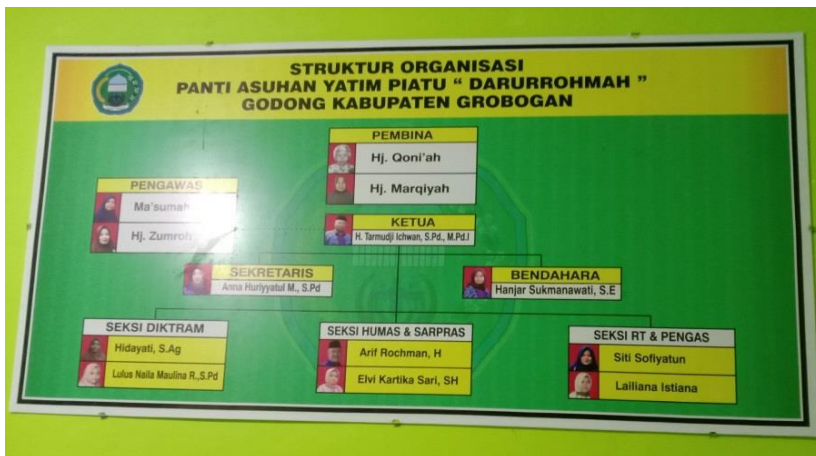 STRUKTUR ORGANISASI
PANTI ASUHAN YATIM PIATU “ DARURROHMAH ”
GODONG KABUPATEN GROBOGAN
PEMBINA
Hj. Qoni'ah
Hj. Marqiyah
PENGAWAS
Ma'sumah
Hj. Zumroh
KETUA
H. Tarmudji Ichwan, S.Pd., M.Pd.I
SEKRETARIS
Anna Huriyyatul M., S.Pd
BENDAHARA
Hanjar Sukmanawati, S.E
SEKSI DIKTRAM
Hidayati, S.Ag
Lulus Naila Maulina R.,S.Pd
SEKSI HUMAS & SARPRAS
Arif Rochman, H
Elvi Kartika Sari, SH
SEKSI RT & PENGAS
Siti Sofiyatun
Lailiana Istiana